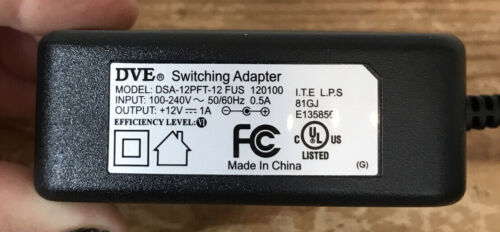 DVE® Switching Adapter
MODEL: DSA-12PFT-12 FUS 120100
INPUT: 100-240V ~ 50/60Hz 0.5A
OUTPUT: +12V ⎓ 1A
EFFICIENCY LEVEL: VI
I.T.E L.P.S
81GJ
E135856
FC
C UL US
LISTED
Made In China
(G)